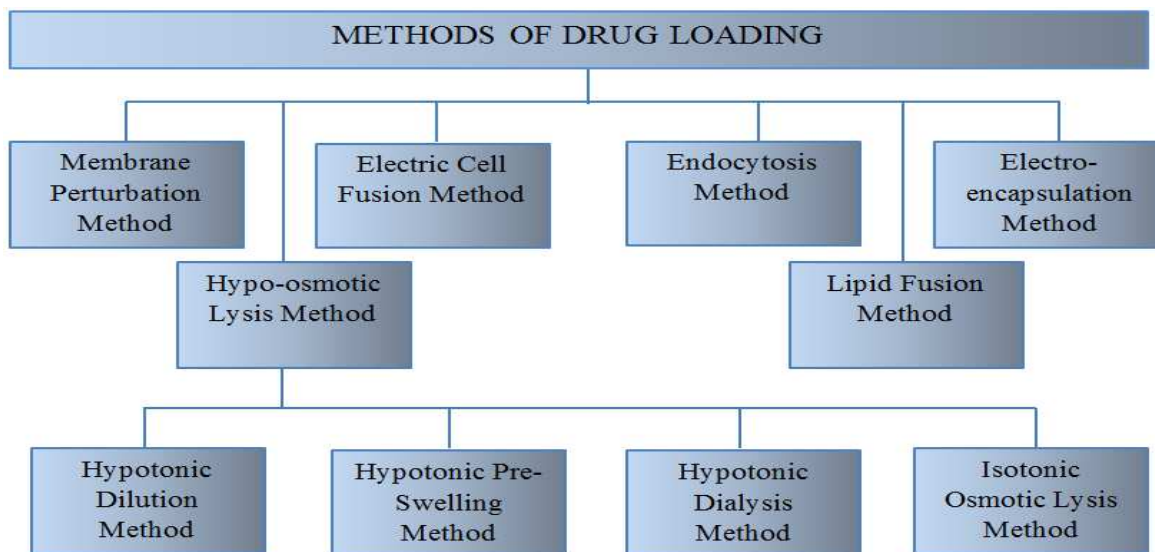 METHODS OF DRUG LOADING
Membrane
Perturbation
Method
Electric Cell
Fusion Method
Endocytosis
Method
Electro-
encapsulation
Method
Hypo-osmotic
Lysis Method
Lipid Fusion
Method
Hypotonic
Dilution
Method
Hypotonic Pre-
Swelling
Method
Hypotonic
Dialysis
Method
Isotonic
Osmotic Lysis
Method